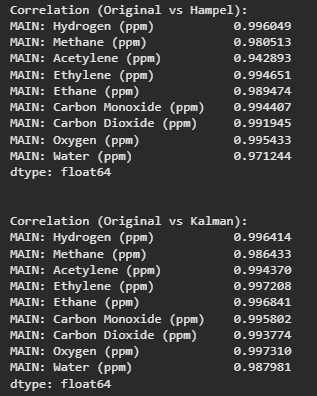 Correlation (Original vs Hampel):
MAIN: Hydrogen (ppm) 0.996049
MAIN: Methane (ppm) 0.980513
MAIN: Acetylene (ppm) 0.942893
MAIN: Ethylene (ppm) 0.994651
MAIN: Ethane (ppm) 0.989474
MAIN: Carbon Monoxide (ppm) 0.994407
MAIN: Carbon Dioxide (ppm) 0.991945
MAIN: Oxygen (ppm) 0.995433
MAIN: Water (ppm) 0.971244
dtype: float64
Correlation (Original vs Kalman):
MAIN: Hydrogen (ppm) 0.996414
MAIN: Methane (ppm) 0.986433
MAIN: Acetylene (ppm) 0.994370
MAIN: Ethylene (ppm) 0.997208
MAIN: Ethane (ppm) 0.996841
MAIN: Carbon Monoxide (ppm) 0.995802
MAIN: Carbon Dioxide (ppm) 0.993774
MAIN: Oxygen (ppm) 0.997310
MAIN: Water (ppm) 0.987981
dtype: float64